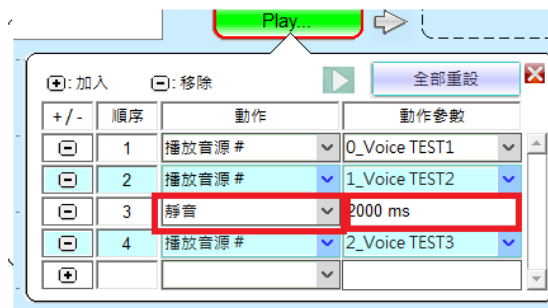 Play...
⊞: 加入 ⊟: 移除 全部重設
+/- 順序 動作 動作參數
1 播放音源 # 0_Voice TEST1
2 播放音源 # 1_Voice TEST2
3 靜音 2000 ms
4 播放音源 # 2_Voice TEST3